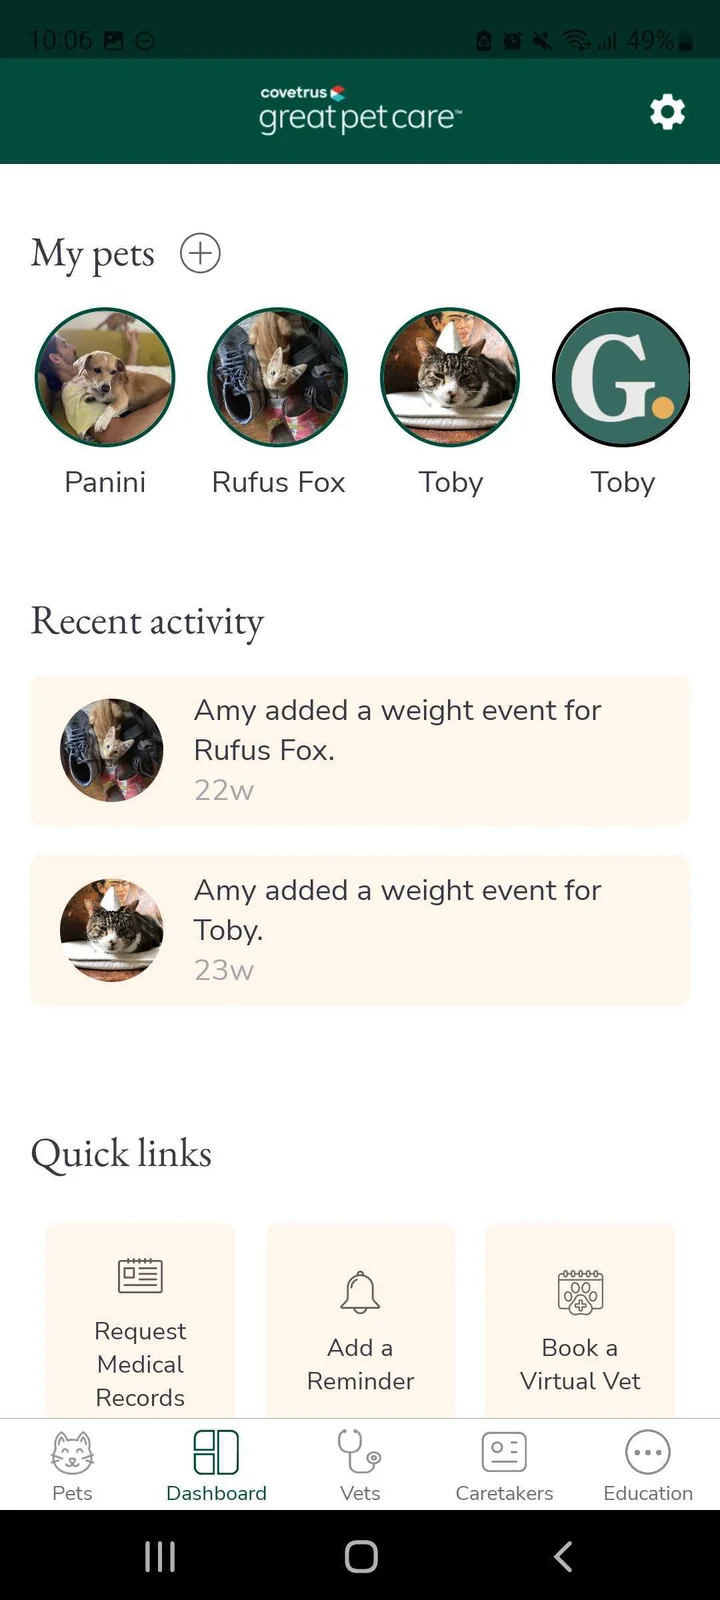 10:06
49%
covetrus
great pet care™
My pets
Panini
Rufus Fox
Toby
G.
Toby
Recent activity
Amy added a weight event for
Rufus Fox.
22w
Amy added a weight event for
Toby.
23w
Quick links
Request
Medical
Records
Add a
Reminder
Book a
Virtual Vet
Pets
Dashboard
Vets
Caretakers
Education